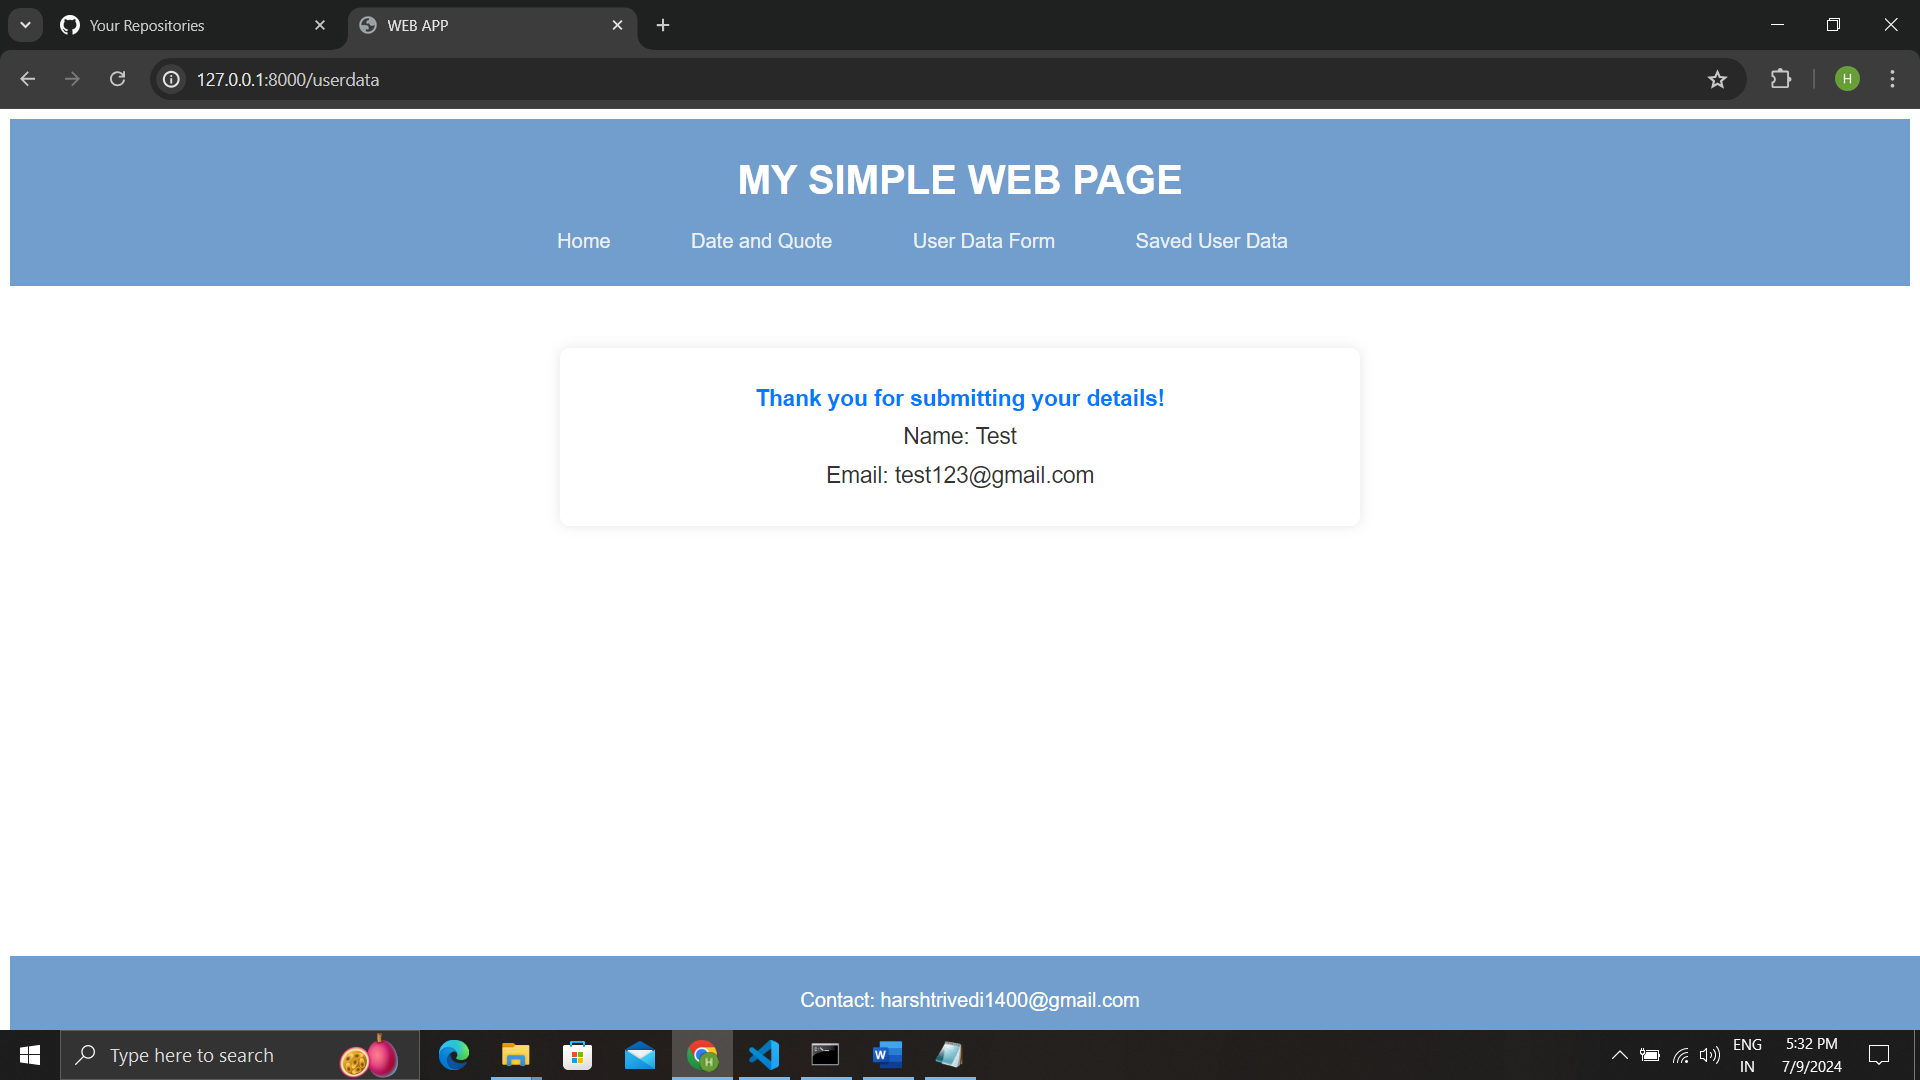 Your Repositories
WEB APP
127.0.0.1:8000/userdata
H
MY SIMPLE WEB PAGE
Home Date and Quote User Data Form Saved User Data
Thank you for submitting your details!
Name: Test
Email: test123@gmail.com
Contact: harshtrivedi1400@gmail.com
Type here to search
H
W
ENG
IN
5:32 PM
7/9/2024